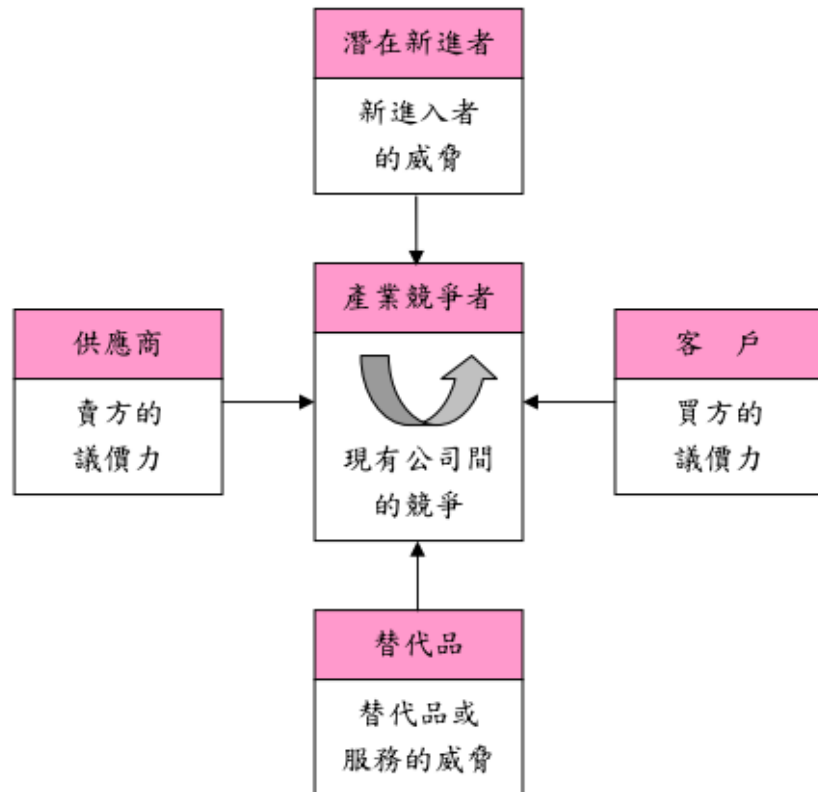 潛在新進者
新進入者
的威脅
產業競爭者
現有公司間
的競爭
供應商
賣方的
議價力
客　戶
買方的
議價力
替代品
替代品或
服務的威脅